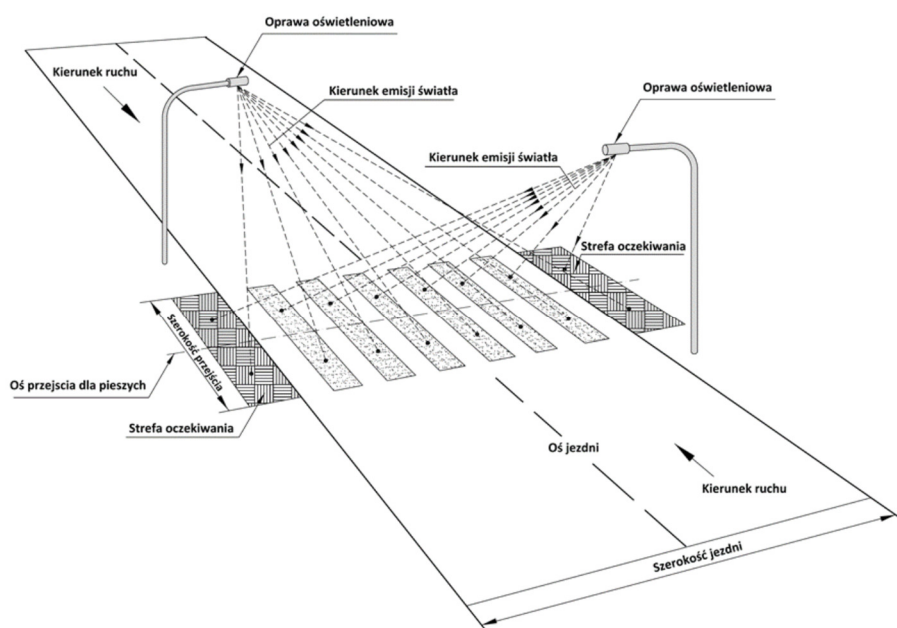 Oprawa oświetleniowa
Kierunek ruchu
Kierunek emisji światła
Oprawa oświetleniowa
Kierunek emisji światła
Strefa oczekiwania
szerokość przejścia
Oś przejscia dla pieszych
Strefa oczekiwania
Oś jezdni
Kierunek ruchu
Szerokość jezdni